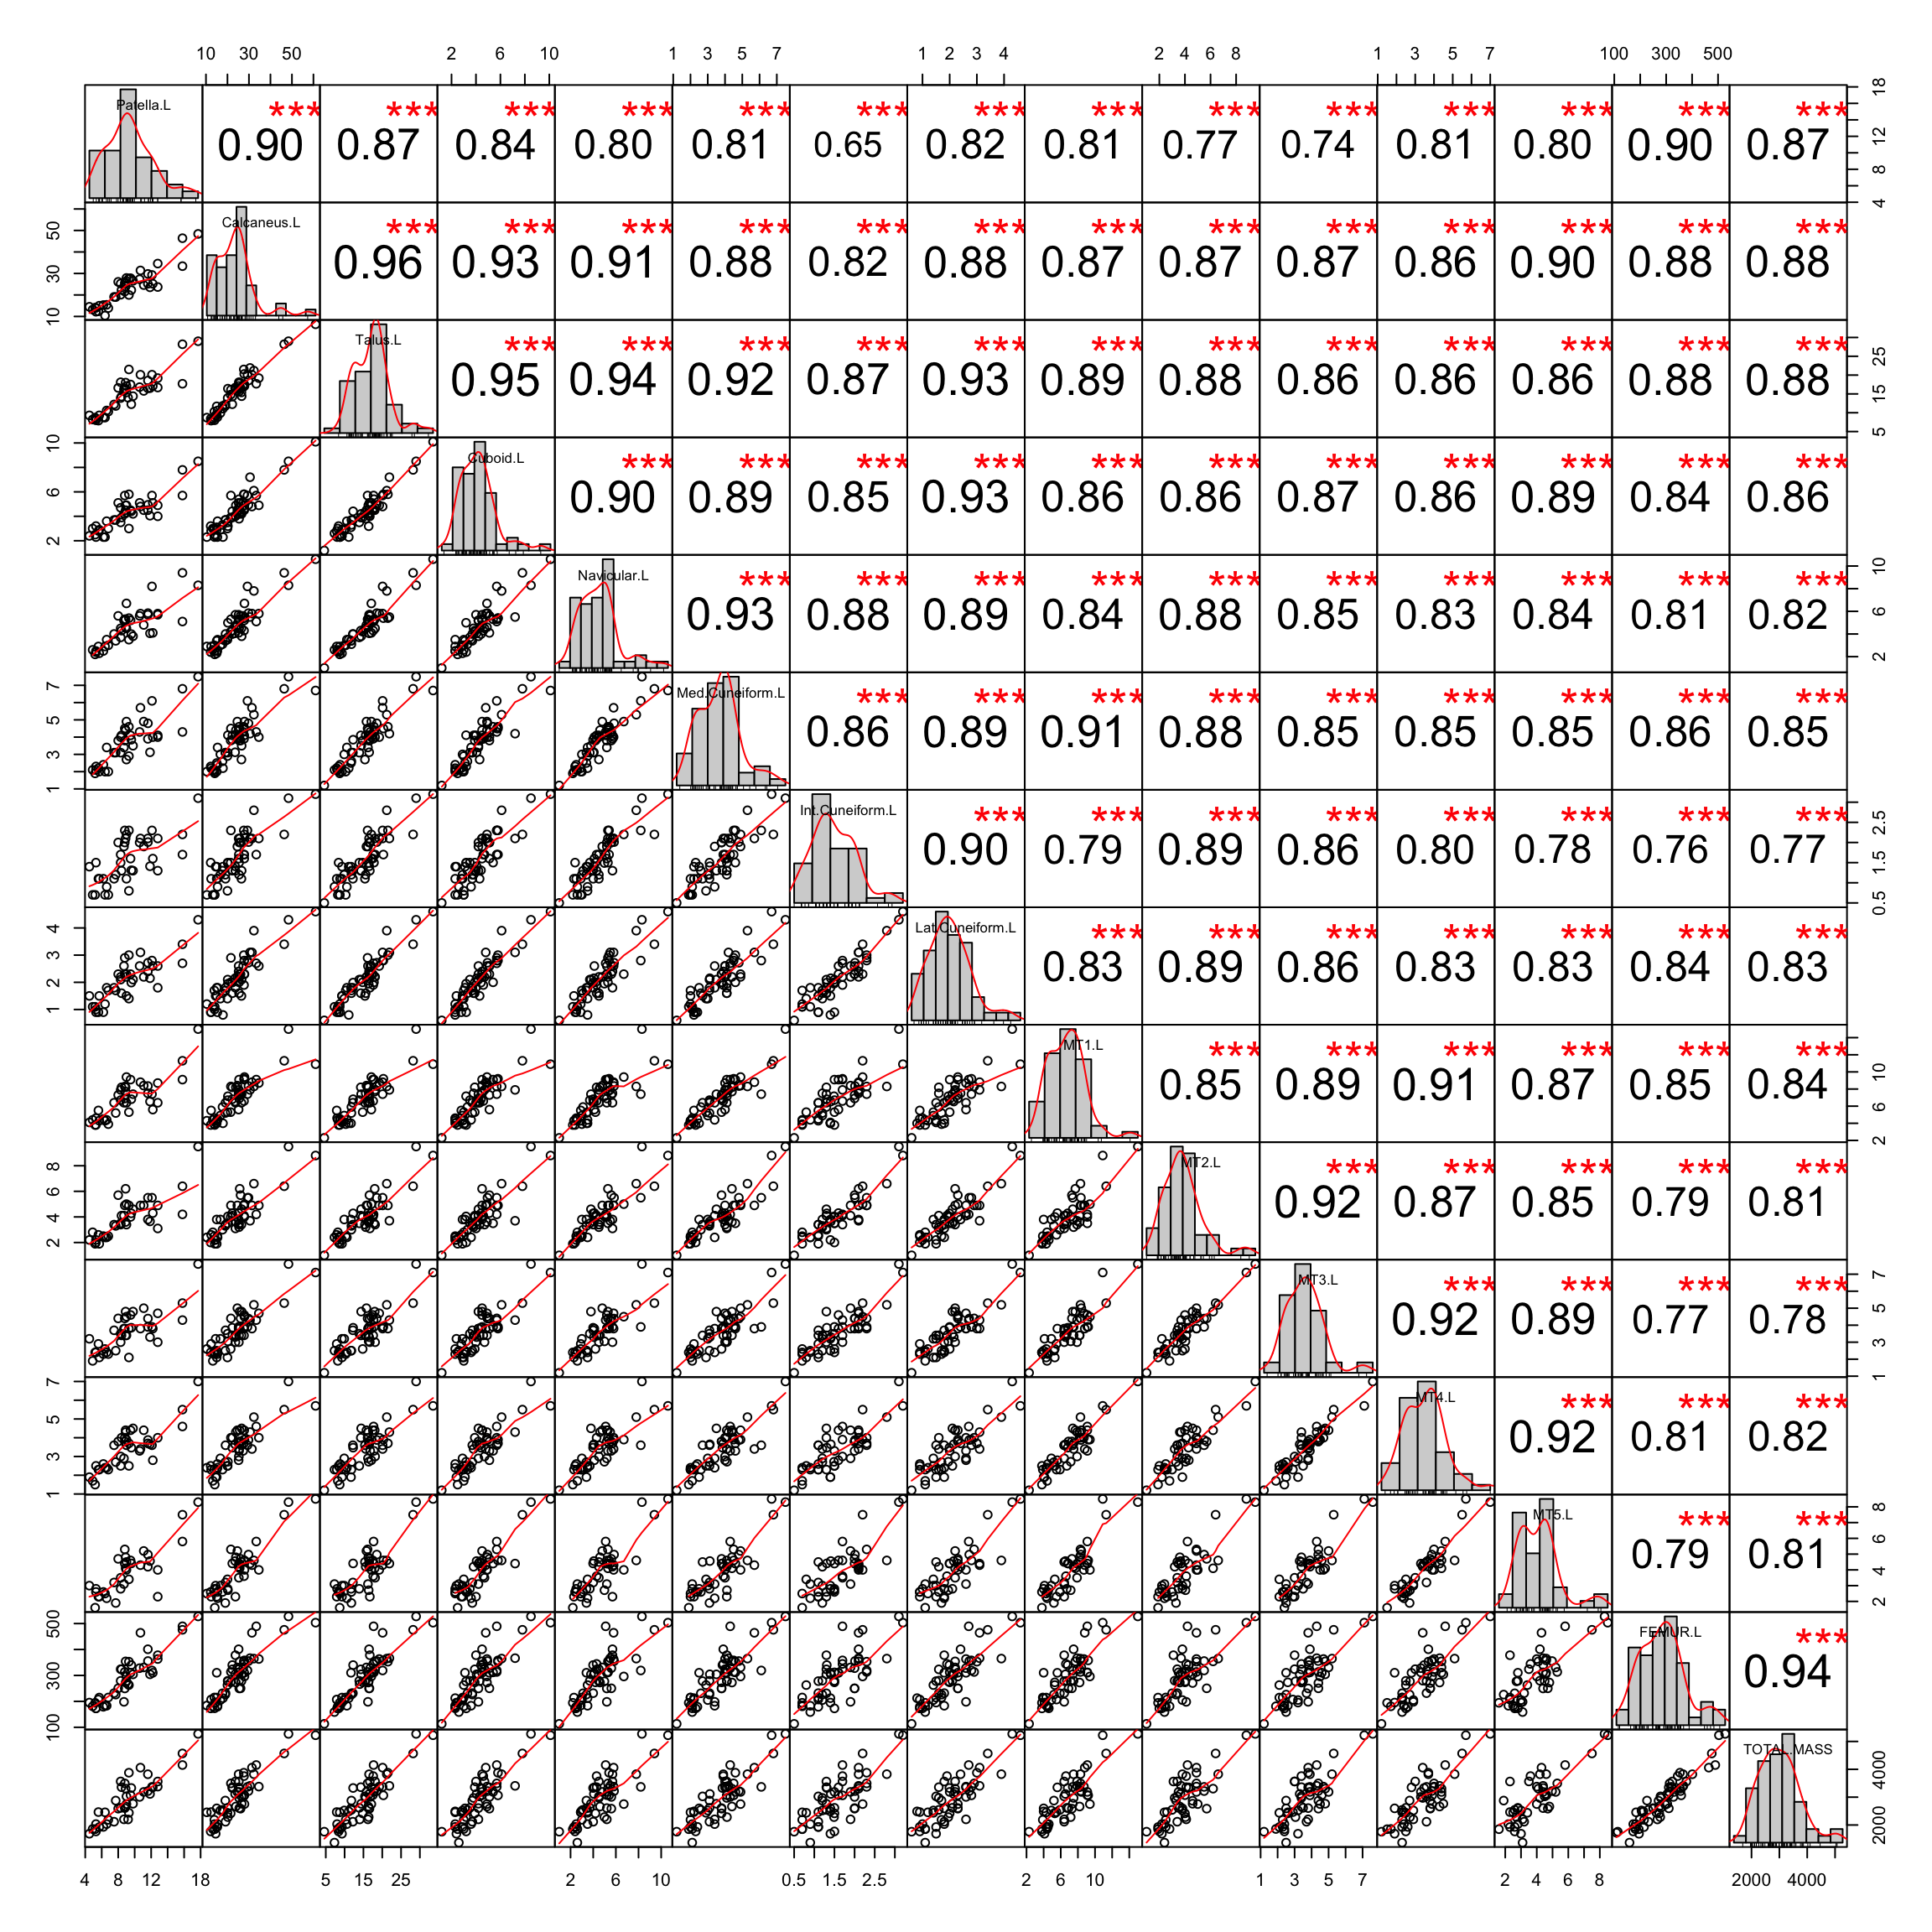 10 30 50 2 6 10 1 3 5 7 1 2 3 4 2 4 6 8 1 3 5 7 100 300 500
Patella.L *** 0.90 *** 0.87 *** 0.84 *** 0.80 *** 0.81 *** 0.65 *** 0.82 *** 0.81 *** 0.77 *** 0.74 *** 0.81 *** 0.80 *** 0.90 *** 0.87 4 8 12 18
10 30 50 Calcaneus.L *** 0.96 *** 0.93 *** 0.91 *** 0.88 *** 0.82 *** 0.88 *** 0.87 *** 0.87 *** 0.87 *** 0.86 *** 0.90 *** 0.88 *** 0.88
Talus.L *** 0.95 *** 0.94 *** 0.92 *** 0.87 *** 0.93 *** 0.89 *** 0.88 *** 0.86 *** 0.86 *** 0.86 *** 0.88 *** 0.88 5 15 25
2 6 10 Cuboid.L *** 0.90 *** 0.89 *** 0.85 *** 0.93 *** 0.86 *** 0.86 *** 0.87 *** 0.86 *** 0.89 *** 0.84 *** 0.86
Navicular.L *** 0.93 *** 0.88 *** 0.89 *** 0.84 *** 0.88 *** 0.85 *** 0.83 *** 0.84 *** 0.81 *** 0.82 2 6 10
1 3 5 7 Med.Cuneiform.L *** 0.86 *** 0.89 *** 0.91 *** 0.88 *** 0.85 *** 0.85 *** 0.85 *** 0.86 *** 0.85
Int.Cuneiform.L *** 0.90 *** 0.79 *** 0.89 *** 0.86 *** 0.80 *** 0.78 *** 0.76 *** 0.77 0.5 1.5 2.5
1 2 3 4 Lat.Cuneiform.L *** 0.83 *** 0.89 *** 0.86 *** 0.83 *** 0.83 *** 0.84 *** 0.83
MT1.L *** 0.85 *** 0.89 *** 0.91 *** 0.87 *** 0.85 *** 0.84 2 6 10
2 4 6 8 MT2.L *** 0.92 *** 0.87 *** 0.85 *** 0.79 *** 0.81
MT3.L *** 0.92 *** 0.89 *** 0.77 *** 0.78 1 3 5 7
1 3 5 7 MT4.L *** 0.92 *** 0.81 *** 0.82
MT5.L *** 0.79 *** 0.81 2 4 6 8
100 300 500 FEMUR.L *** 0.94
TOTAL.MASS 2000 4000
4 8 12 18 5 15 25 2 6 10 0.5 1.5 2.5 2 6 10 1 3 5 7 2 4 6 8 2000 4000